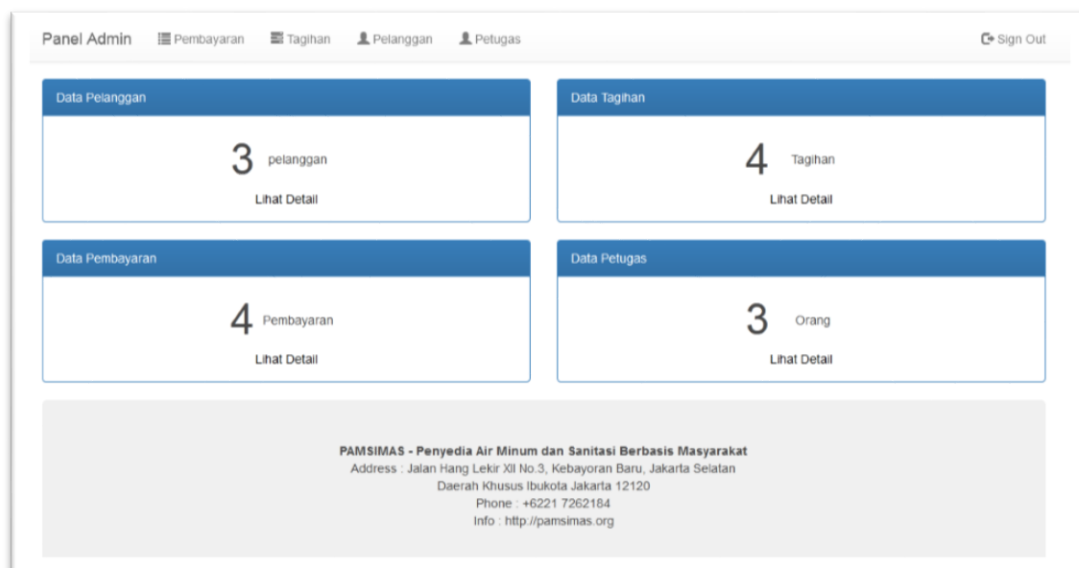 Panel Admin Pembayaran Tagihan Pelanggan Petugas Sign Out
Data Pelanggan
3 pelanggan
Lihat Detail
Data Tagihan
4 Tagihan
Lihat Detail
Data Pembayaran
4 Pembayaran
Lihat Detail
Data Petugas
3 Orang
Lihat Detail
PAMSIMAS - Penyedia Air Minum dan Sanitasi Berbasis Masyarakat
Address : Jalan Hang Lekir XII No.3, Kebayoran Baru, Jakarta Selatan
Daerah Khusus Ibukota Jakarta 12120
Phone : +6221 7262184
Info : http://pamsimas.org